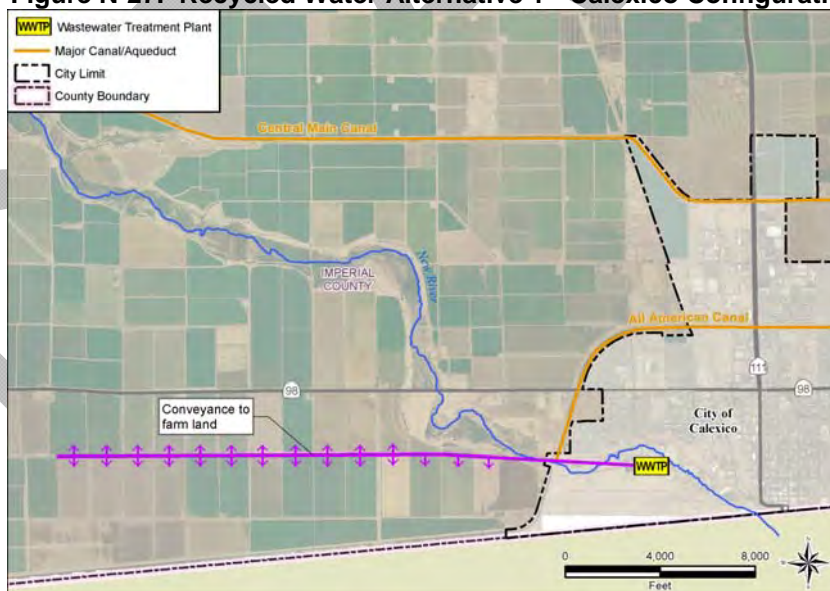 Figure N-27. Recycled Water Alternative 1 - Calexico Configurati
WWTP Wastewater Treatment Plant
Major Canal/Aqueduct
City Limit
County Boundary
Central Main Canal
New River
IMPERIAL
COUNTY
All American Canal
111
98
98
Conveyance to
farm land
City of
Calexico
WWTP
0 4,000 8,000
Feet